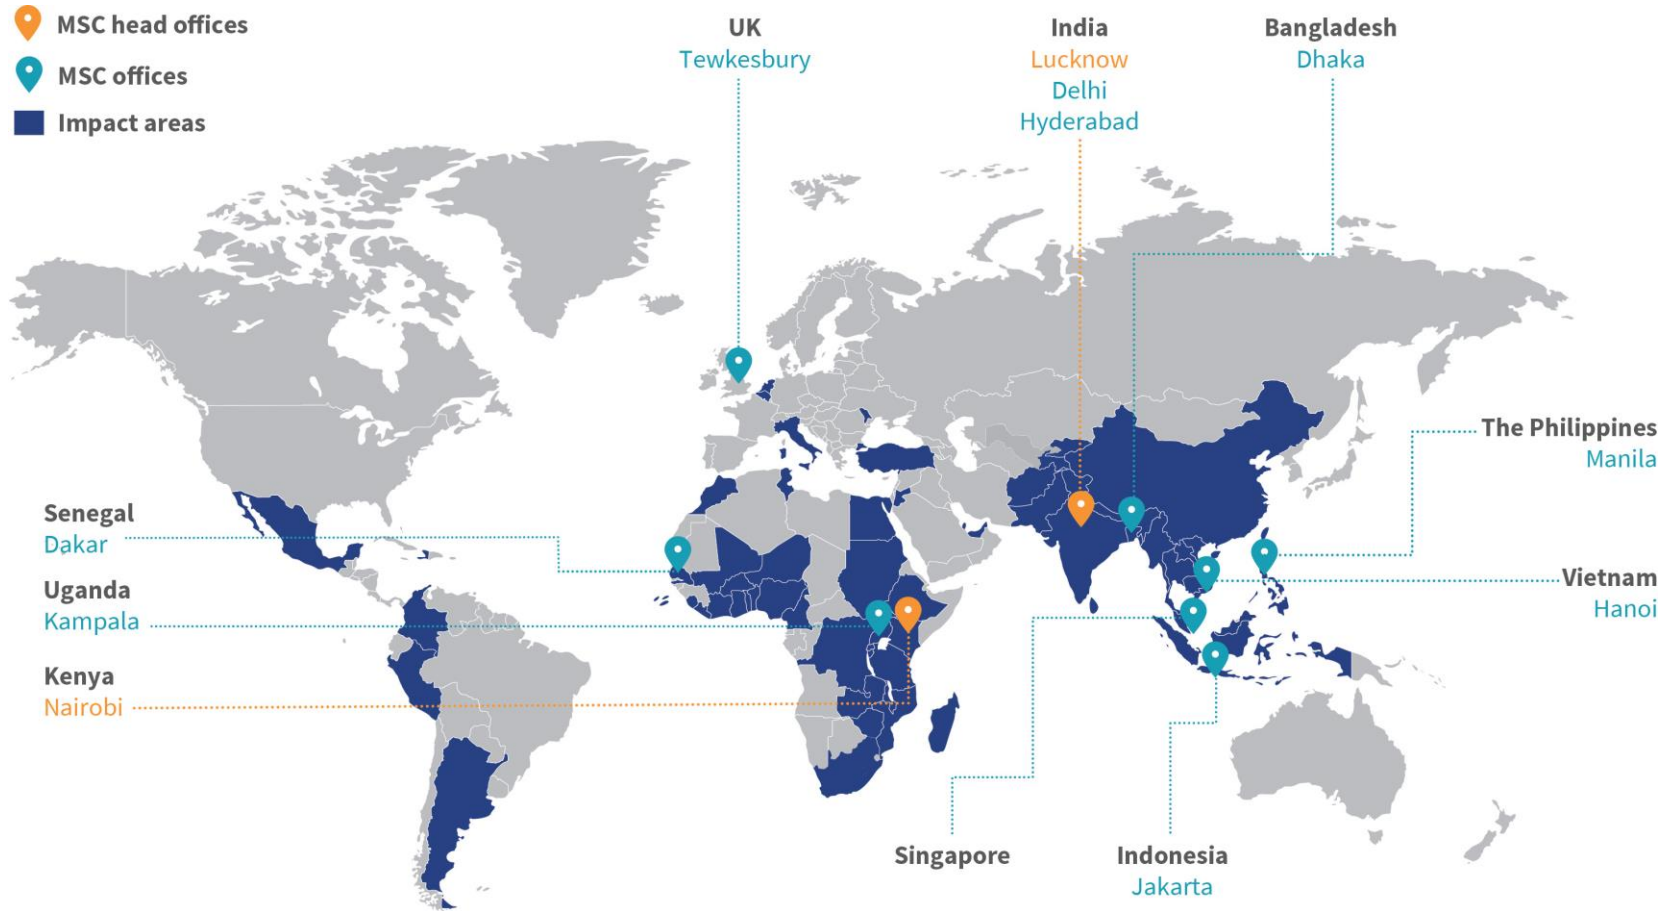 MSC head offices
MSC offices
Impact areas
UK
Tewkesbury
India
Lucknow
Delhi
Hyderabad
Bangladesh
Dhaka
The Philippines
Manila
Senegal
Dakar
Uganda
Kampala
Kenya
Nairobi
Vietnam
Hanoi
Singapore
Indonesia
Jakarta